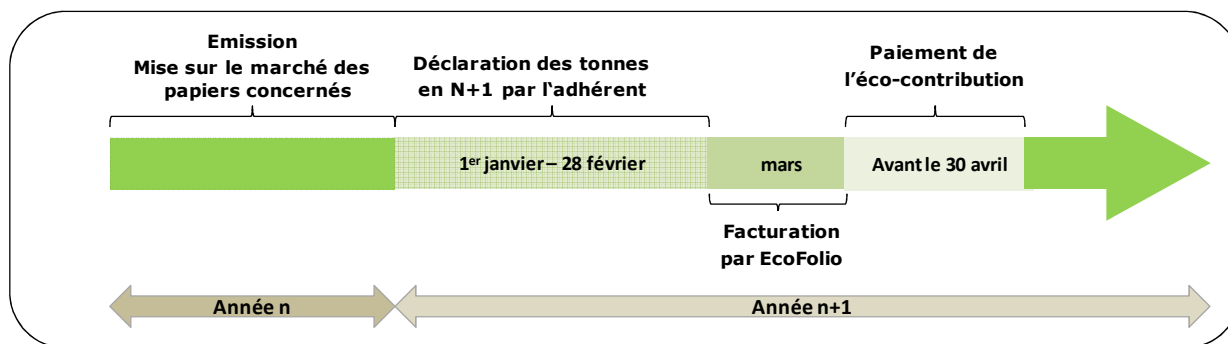 Emission
Mise sur le marché des
papiers concernés
Déclaration des tonnes
en N+1 par l'adhérent
Paiement de
l'éco-contribution
1er janvier – 28 février
mars
Avant le 30 avril
Facturation
par EcoFolio
Année n
Année n+1